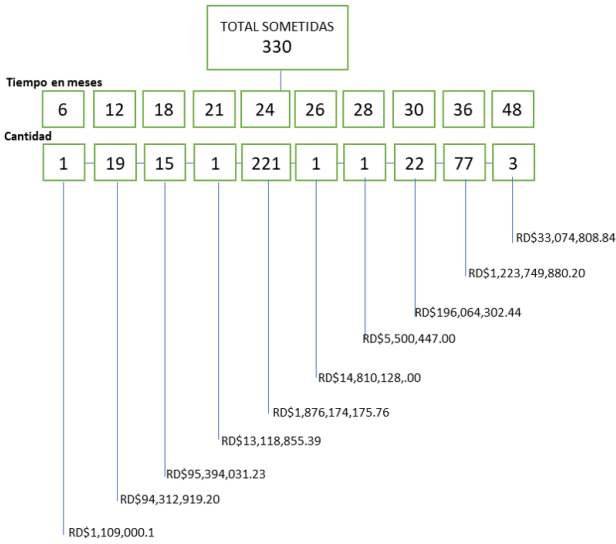 TOTAL SOMETIDAS
330
Tiempo en meses
6 12 18 21 24 26 28 30 36 48
Cantidad
1 19 15 1 221 1 1 22 77 3
RD$33,074,808.84
RD$1,223,749,880.20
RD$196,064,302.44
RD$5,500,447.00
RD$14,810,128,.00
RD$1,876,174,175.76
RD$13,118,855.39
RD$95,394,031.23
RD$94,312,919.20
RD$1,109,000.1